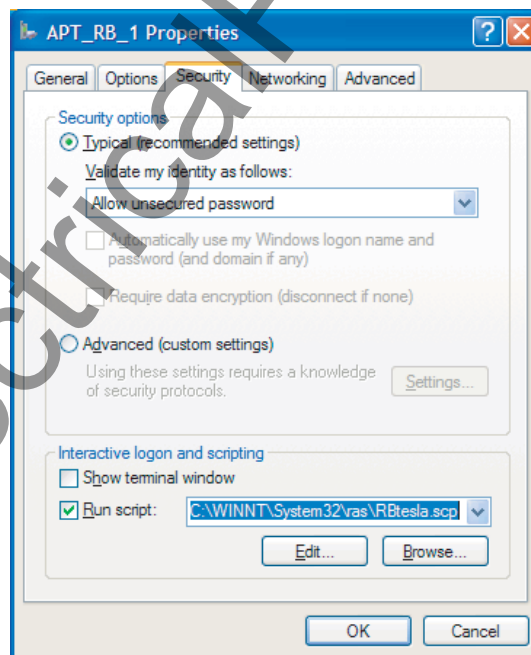 APT_RB_1 Properties
General Options Security Networking Advanced
Security options
Typical (recommended settings)
Validate my identity as follows:
Allow unsecured password
Automatically use my Windows logon name and
password (and domain if any)
Require data encryption (disconnect if none)
Advanced (custom settings)
Using these settings requires a knowledge
of security protocols.
Settings...
Interactive logon and scripting
Show terminal window
Run script: C:\WINNT\System32\ras\RBtesla.scp
Edit... Browse...
OK Cancel